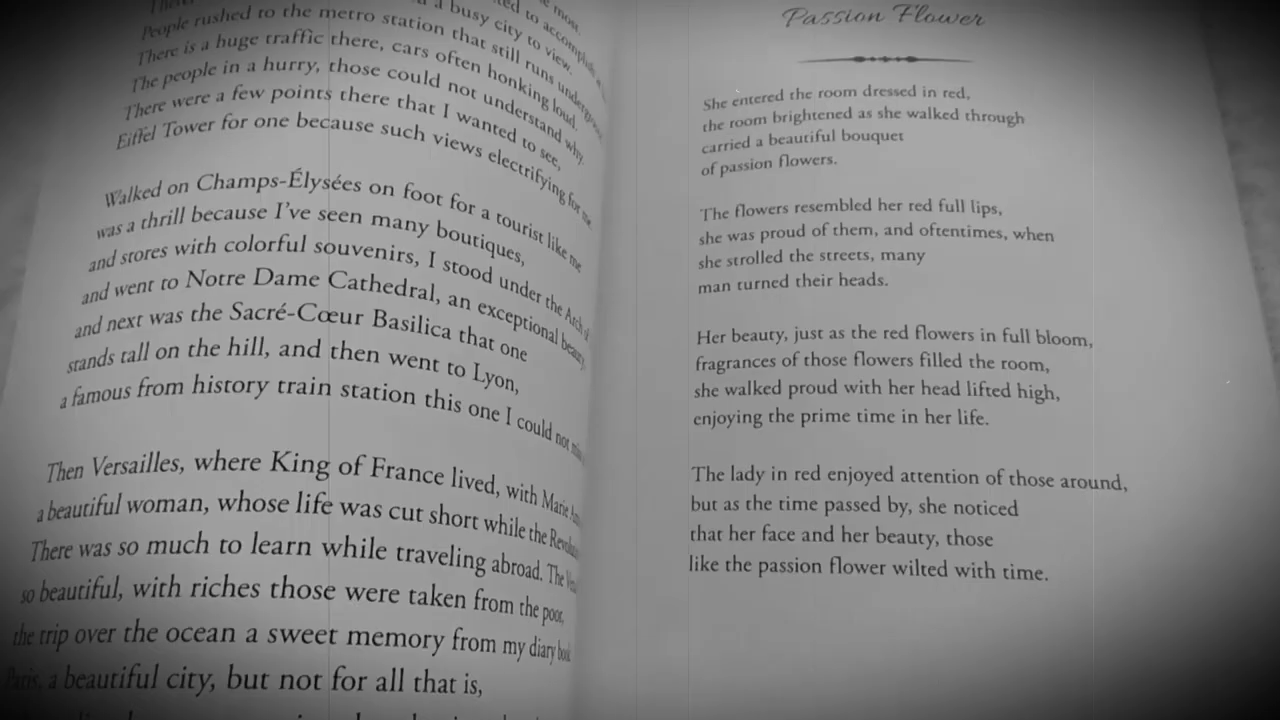 There
a busy city to view.
People rushed to the metro station that still runs underground
There is a huge traffic there, cars often honking loud.
The people in a hurry, those could not understand why.
There were a few points there that I wanted to see,
Eiffel Tower for one because such views electrifying for me.
Walked on Champs-Élysées on foot for a tourist like me
was a thrill because I've seen many boutiques,
and stores with colorful souvenirs, I stood under the Arch of
and went to Notre Dame Cathedral, an exceptional beauty,
and next was the Sacré-Cœur Basilica that one
stands tall on the hill, and then went to Lyon,
a famous from history train station this one I could not
Then Versailles, where King of France lived, with Marie
a beautiful woman, whose life was cut short while the
There was so much to learn while traveling abroad. The
so beautiful, with riches those were taken from the poor,
the trip over the ocean a sweet memory from my diary book
Paris, a beautiful city, but not for all that is,
Passion Flower
She entered the room dressed in red,
the room brightened as she walked through
carried a beautiful bouquet
of passion flowers.
The flowers resembled her red full lips,
she was proud of them, and oftentimes, when
she strolled the streets, many
man turned their heads.
Her beauty, just as the red flowers in full bloom,
fragrances of those flowers filled the room,
she walked proud with her head lifted high,
enjoying the prime time in her life.
The lady in red enjoyed attention of those around,
but as the time passed by, she noticed
that her face and her beauty, those
like the passion flower wilted with time.